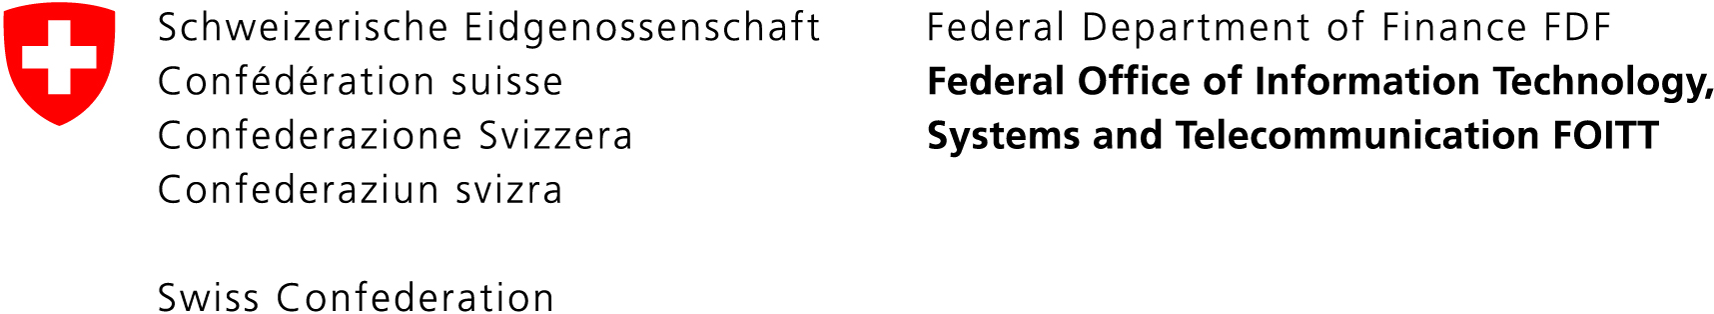 Schweizerische Eidgenossenschaft
Confédération suisse
Confederazione Svizzera
Confederaziun svizra
Swiss Confederation
Federal Department of Finance FDF
Federal Office of Information Technology,
Systems and Telecommunication FOITT